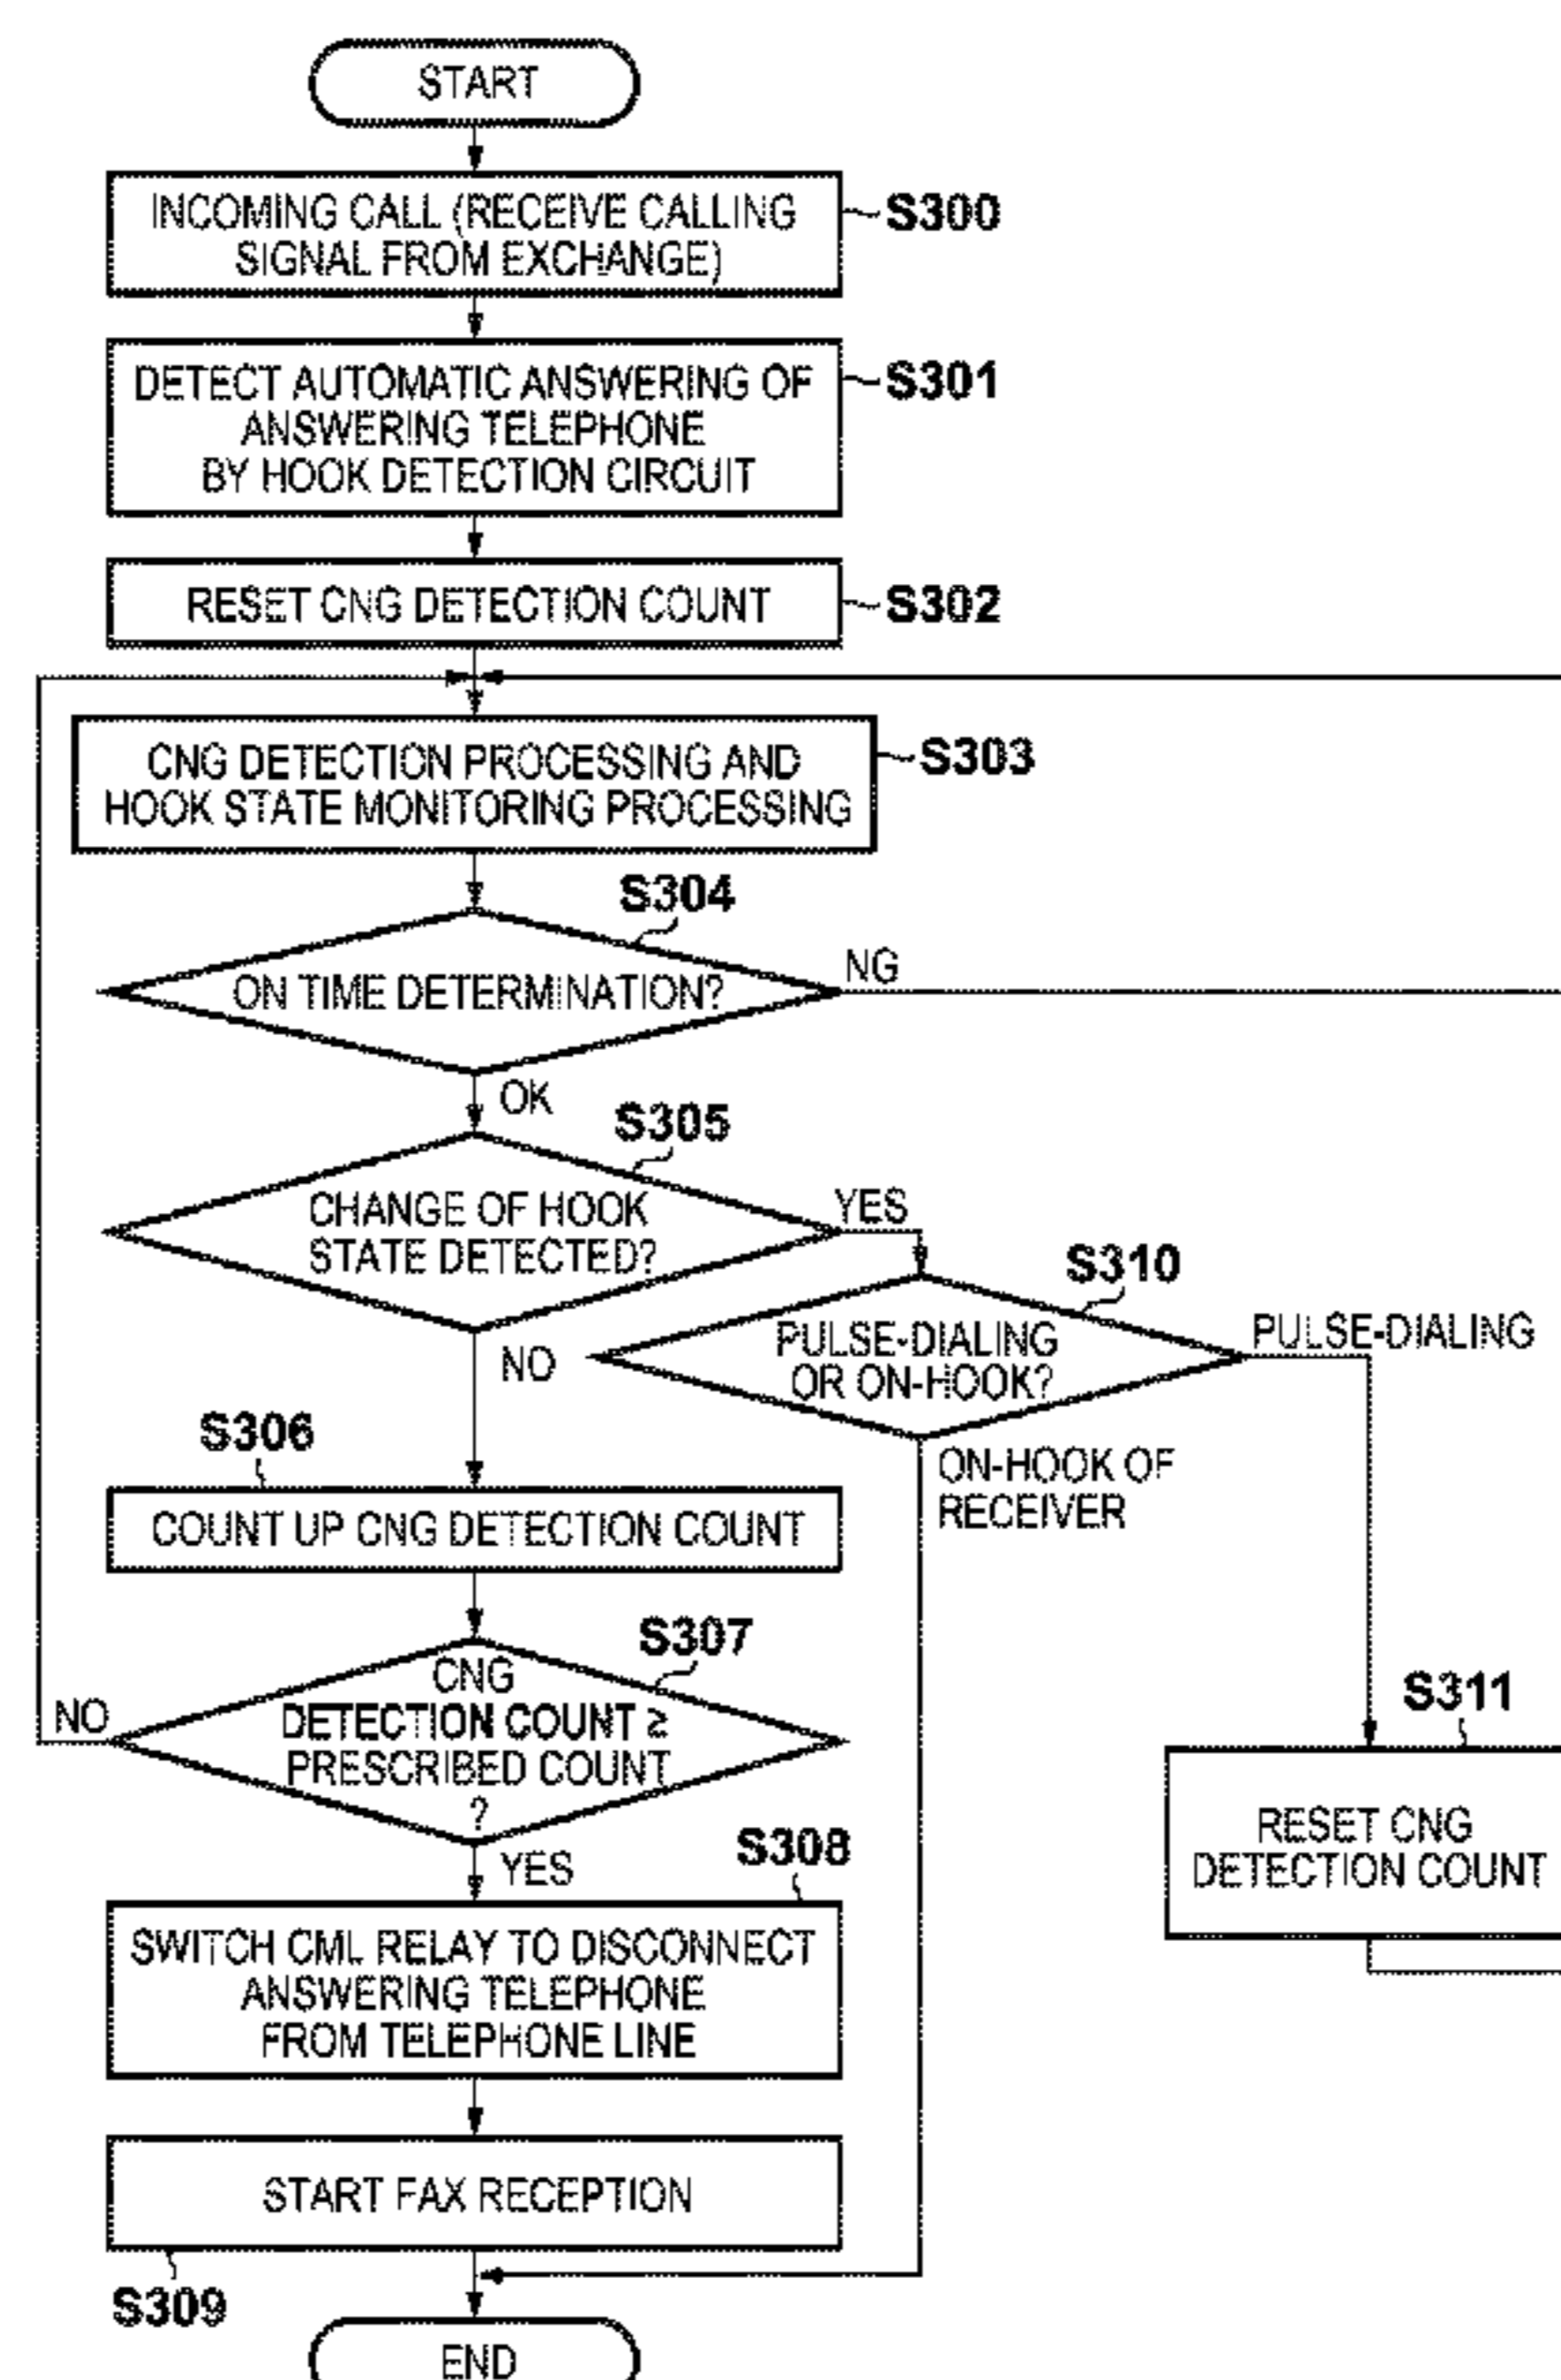 START
INCOMING CALL (RECEIVE CALLING
SIGNAL FROM EXCHANGE)
S300
DETECT AUTOMATIC ANSWERING OF
ANSWERING TELEPHONE
BY HOOK DETECTION CIRCUIT
S301
RESET CNG DETECTION COUNT
S302
CNG DETECTION PROCESSING AND
HOOK STATE MONITORING PROCESSING
S303
S304
ON TIME DETERMINATION?
NG
OK
S305
CHANGE OF HOOK
STATE DETECTED?
YES
NO
S310
PULSE-DIALING
OR ON-HOOK?
PULSE-DIALING
ON-HOOK OF
RECEIVER
S306
COUNT UP CNG DETECTION COUNT
S307
CNG
DETECTION COUNT ≥
PRESCRIBED COUNT
?
NO
YES
S311
RESET CNG
DETECTION COUNT
S308
SWITCH CML RELAY TO DISCONNECT
ANSWERING TELEPHONE
FROM TELEPHONE LINE
START FAX RECEPTION
S309
END